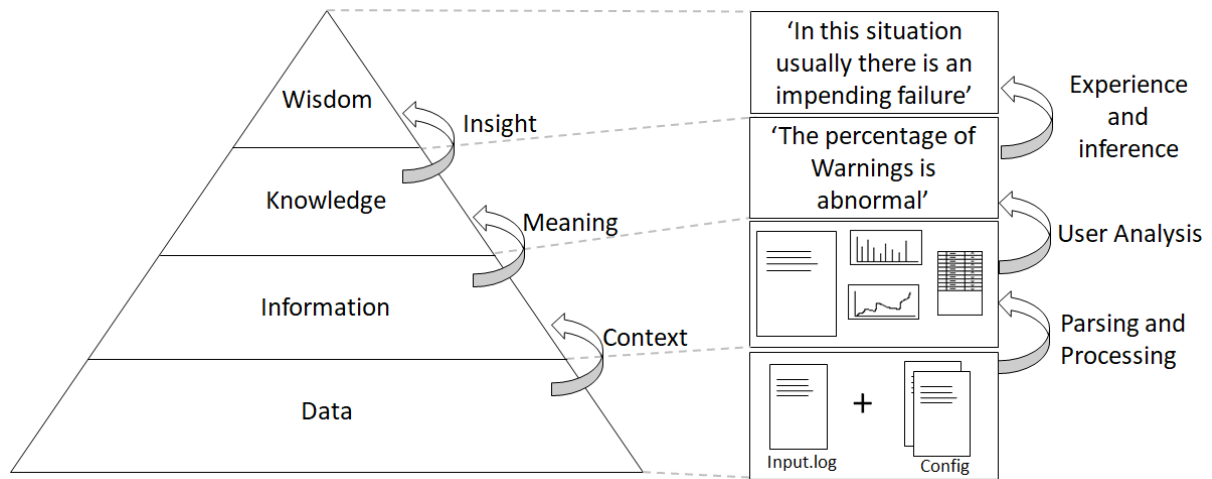 Wisdom
Insight
Knowledge
Meaning
Information
Context
Data
‘In this situation
usually there is an
impending failure’
Experience
and
inference
‘The percentage of
Warnings is
abnormal’
User Analysis
Parsing and
Processing
+
Input.log
Config